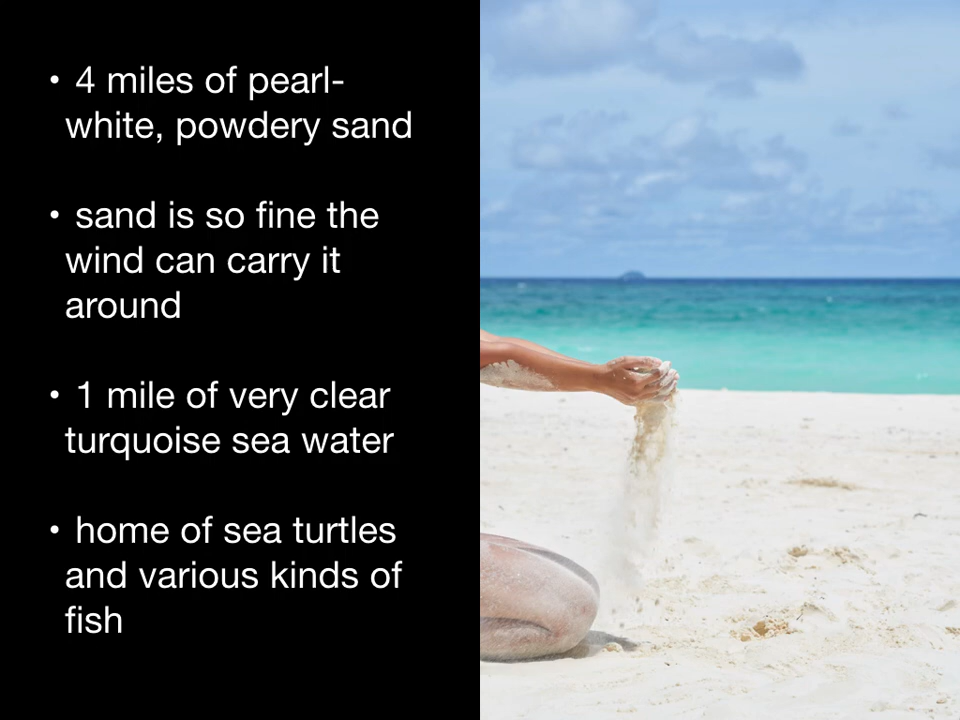 • 4 miles of pearl-
white, powdery sand
• sand is so fine the
wind can carry it
around
• 1 mile of very clear
turquoise sea water
• home of sea turtles
and various kinds of
fish